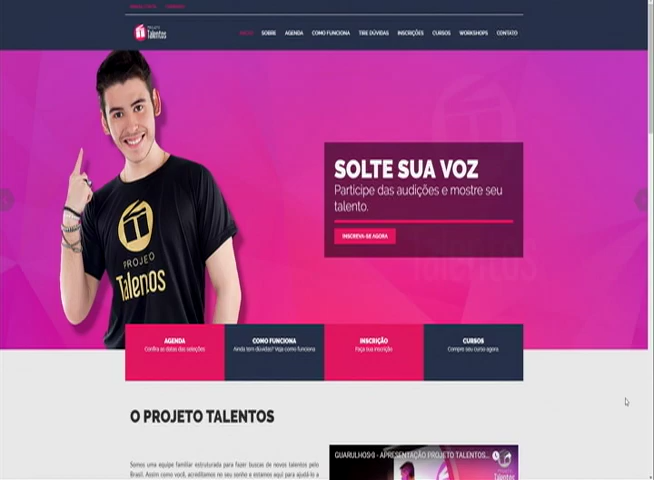 PROJETO
Talentos
INÍCIO SOBRE AGENDA COMO FUNCIONA TIRE DÚVIDAS INSCRIÇÕES CURSOS WORKSHOPS CONTATO
SOLTE SUA VOZ
Participe das audições e mostre seu
talento.
INSCREVA-SE AGORA
PROJEO
Talenos
Talentos
AGENDA
Confira as datas das seleções
COMO FUNCIONA
Ainda tem dúvidas? Veja como funciona
INSCRIÇÃO
Faça sua inscrição
CURSOS
Compre seu curso agora
O PROJETO TALENTOS
Somos uma equipe familiar estruturada para fazer buscas de novos talentos pelo
Brasil. Assim como você, acreditamos no seu sonho e estamos aqui para ajudá-lo a
GUARULHOS
- APRESENTAÇÃO PROJETO TALENTOS...
Talentos